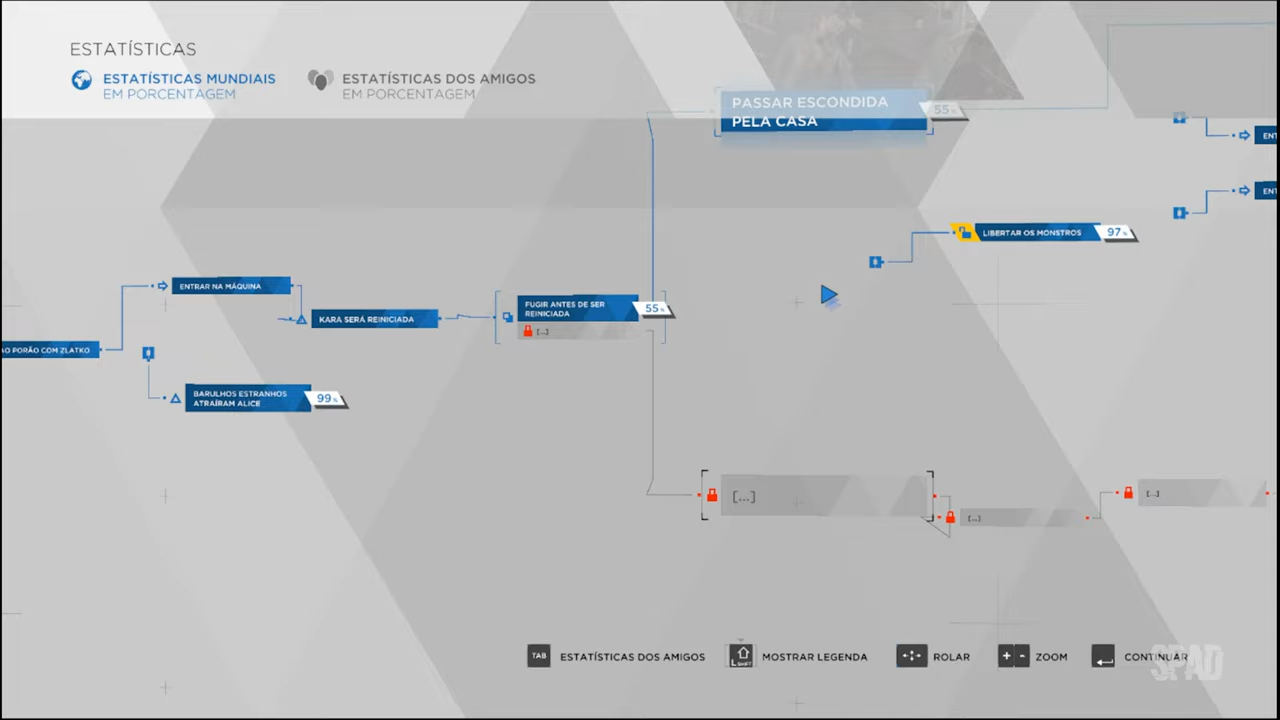 ESTATÍSTICAS
ESTATÍSTICAS MUNDIAIS
EM PORCENTAGEM
ESTATÍSTICAS DOS AMIGOS
EM PORCENTAGEM
PASSAR ESCONDIDA
PELA CASA
55%
LIBERTAR OS MONSTROS
97%
ENTRAR NA MÁQUINA
KARA SERÁ REINICIADA
FUGIR ANTES DE SER
REINICIADA
55%
[...]
AO PORÃO COM ZLATKO
BARULHOS ESTRANHOS
ATRAÍRAM ALICE
99%
[...]
[...]
[...]
TAB
ESTATÍSTICAS DOS AMIGOS
L SHIFT
MOSTRAR LEGENDA
ROLAR
+ -
ZOOM
CONTINUAR
SPAD